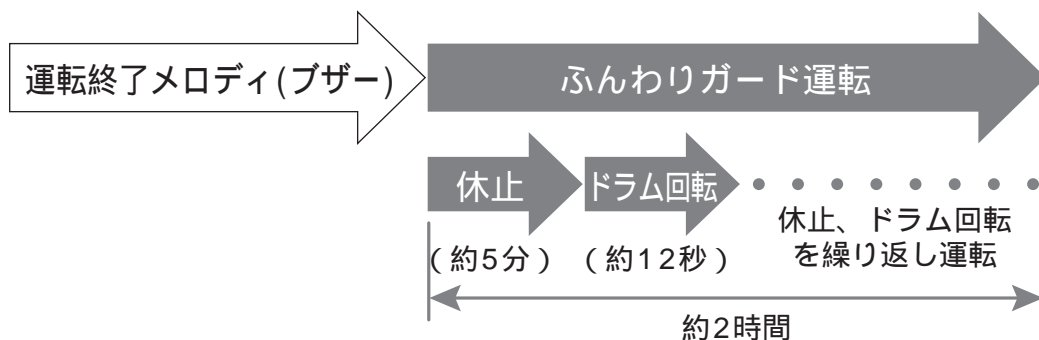 運転終了メロディ(ブザー)
ふんわりガード運転
休止
ドラム回転
休止、ドラム回転
を繰り返し運転
(約5分)
(約12秒)
約2時間